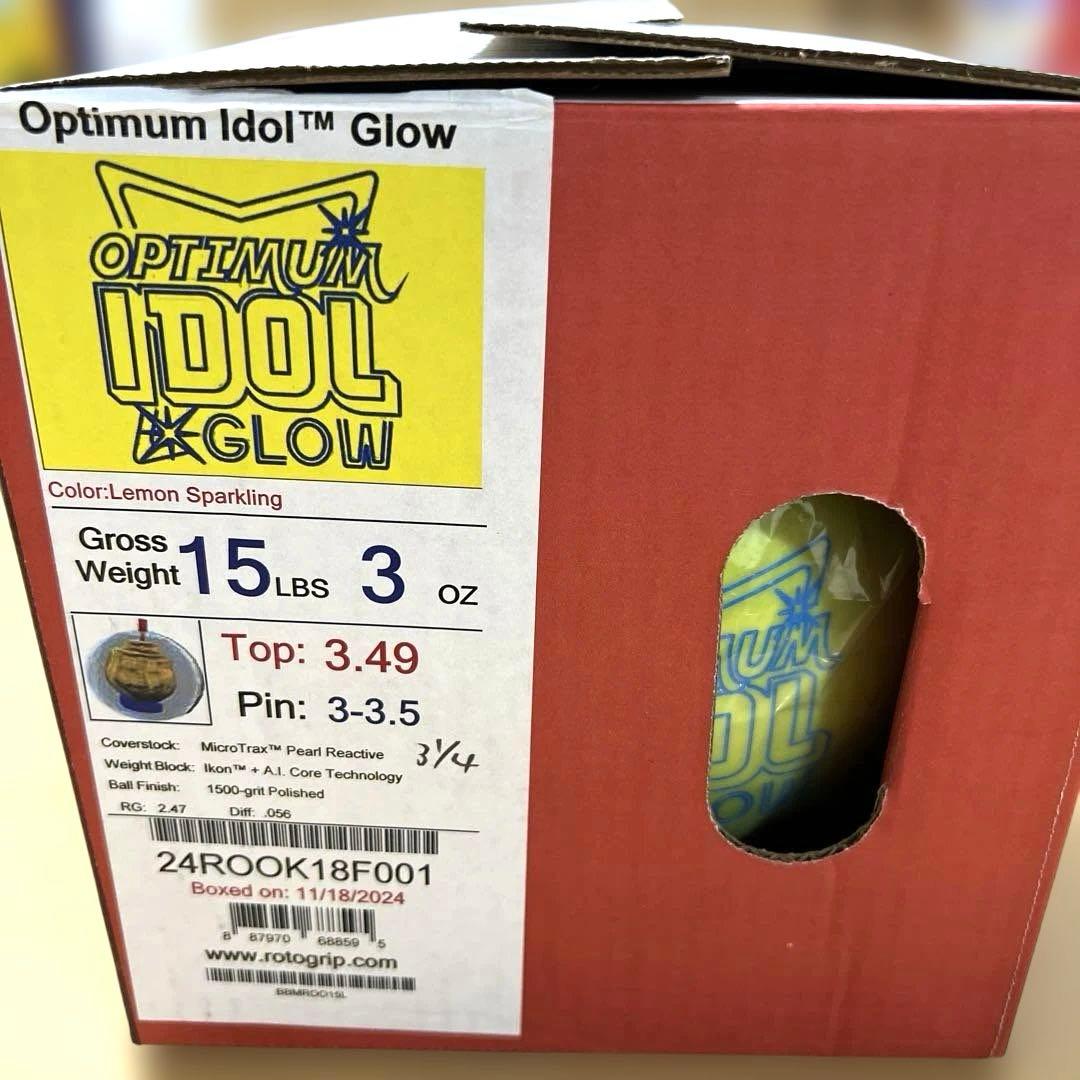 Optimum Idol™ Glow
OPTIMUM
IDOL
GLOW
Color:Lemon Sparkling
Gross Weight 15 LBS 3 OZ
Top: 3.49
Pin: 3-3.5
3 1/4
Coverstock: MicroTrax™ Pearl Reactive
Weight Block: Ikon™ + A.I. Core Technology
Ball Finish: 1500-grit Polished
RG: 2.47 Diff: .056
24ROOK18F001
Boxed on: 11/18/2024
8 87970 68859 5
www.rotogrip.com
UM
DL
OW